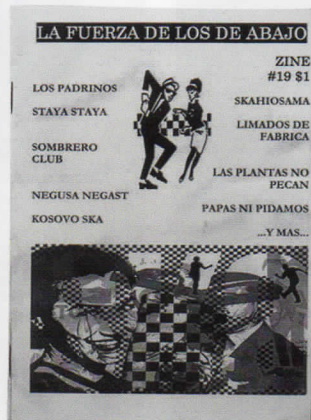 LA FUERZA DE LOS DE ABAJO
ZINE
#19 $1
LOS PADRINOS
STAYA STAYA
SOMBRERO
CLUB
NEGUSA NEGAST
KOSOVO SKA
SKAHIOSAMA
LIMADOS DE
FABRICA
LAS PLANTAS NO
PECAN
PAPAS NI PIDAMOS
...Y MAS...